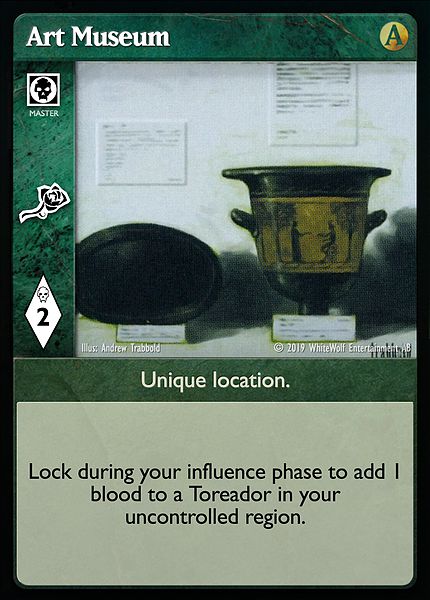 Art Museum
A
MASTER
2
Illus: Andrew Trabbold
© 2019 WhiteWolf Entertainment AB
Unique location.
Lock during your influence phase to add 1
blood to a Toreador in your
uncontrolled region.